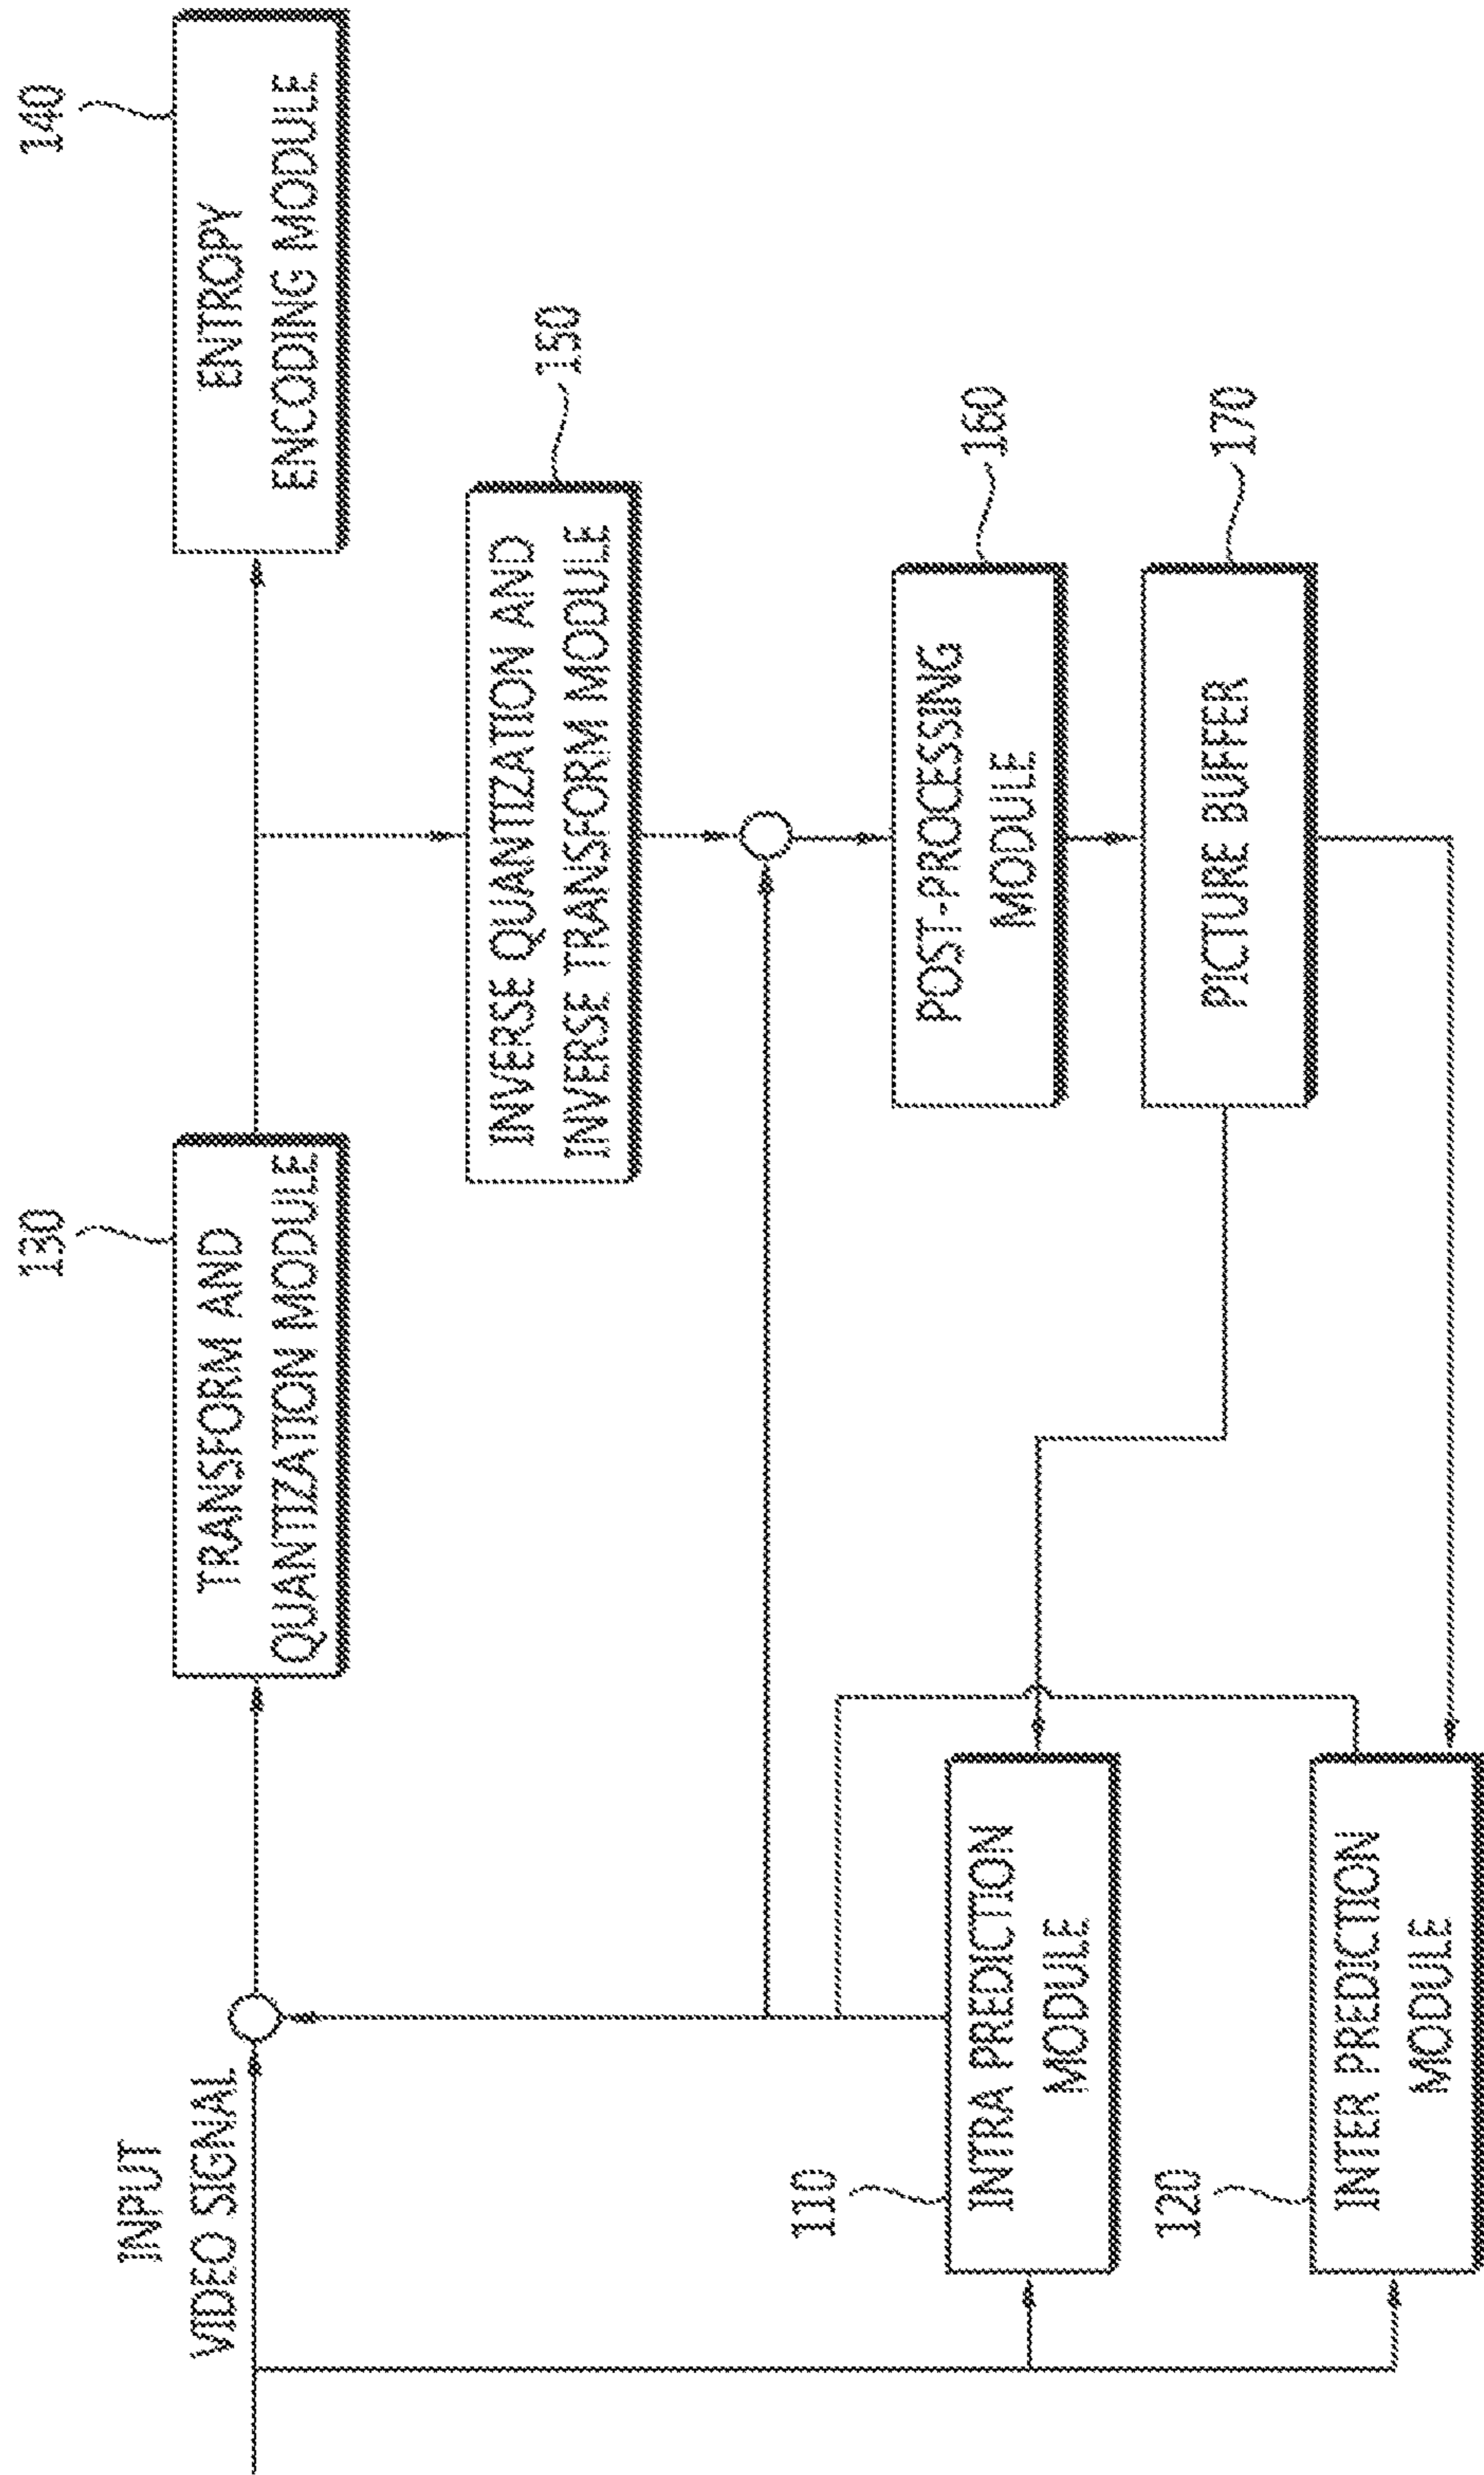 INPUT
VIDEO SIGNAL
130
TRANSFORM AND
QUANTIZATION MODULE
140
ENTROPY
ENCODING MODULE
150
INVERSE QUANTIZATION AND
INVERSE TRANSFORM MODULE
160
POST-PROCESSING
MODULE
170
PICTURE BUFFER
110
INTRA PREDICTION
MODULE
120
INTER PREDICTION
MODULE